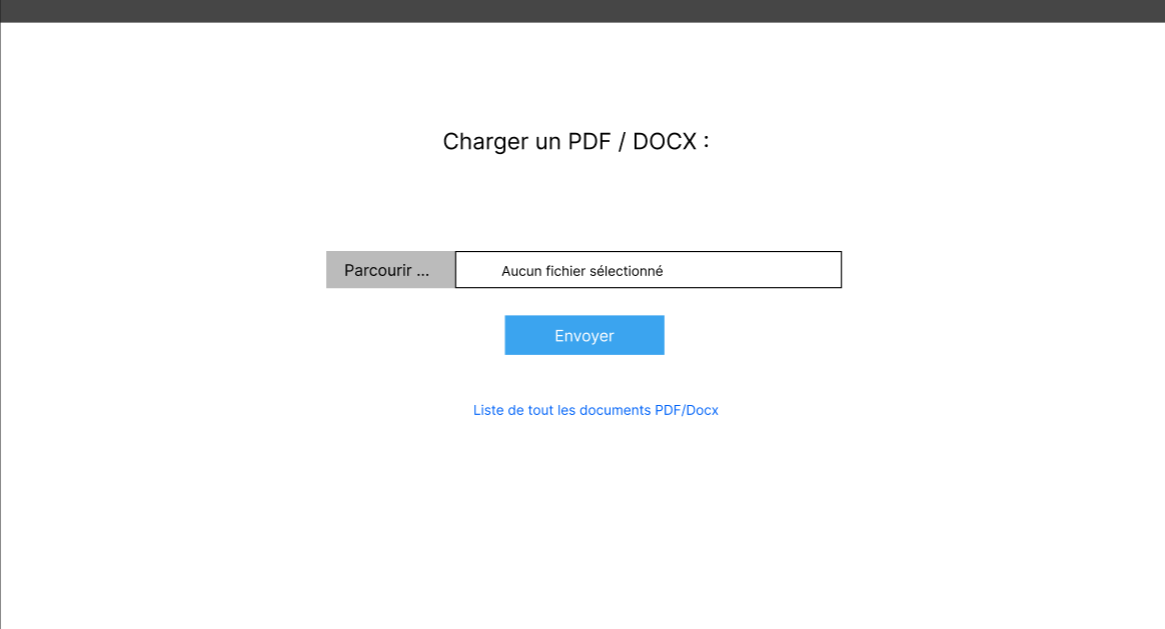 Charger un PDF / DOCX :
Parcourir ...
Aucun fichier sélectionné
Envoyer
Liste de tout les documents PDF/Docx